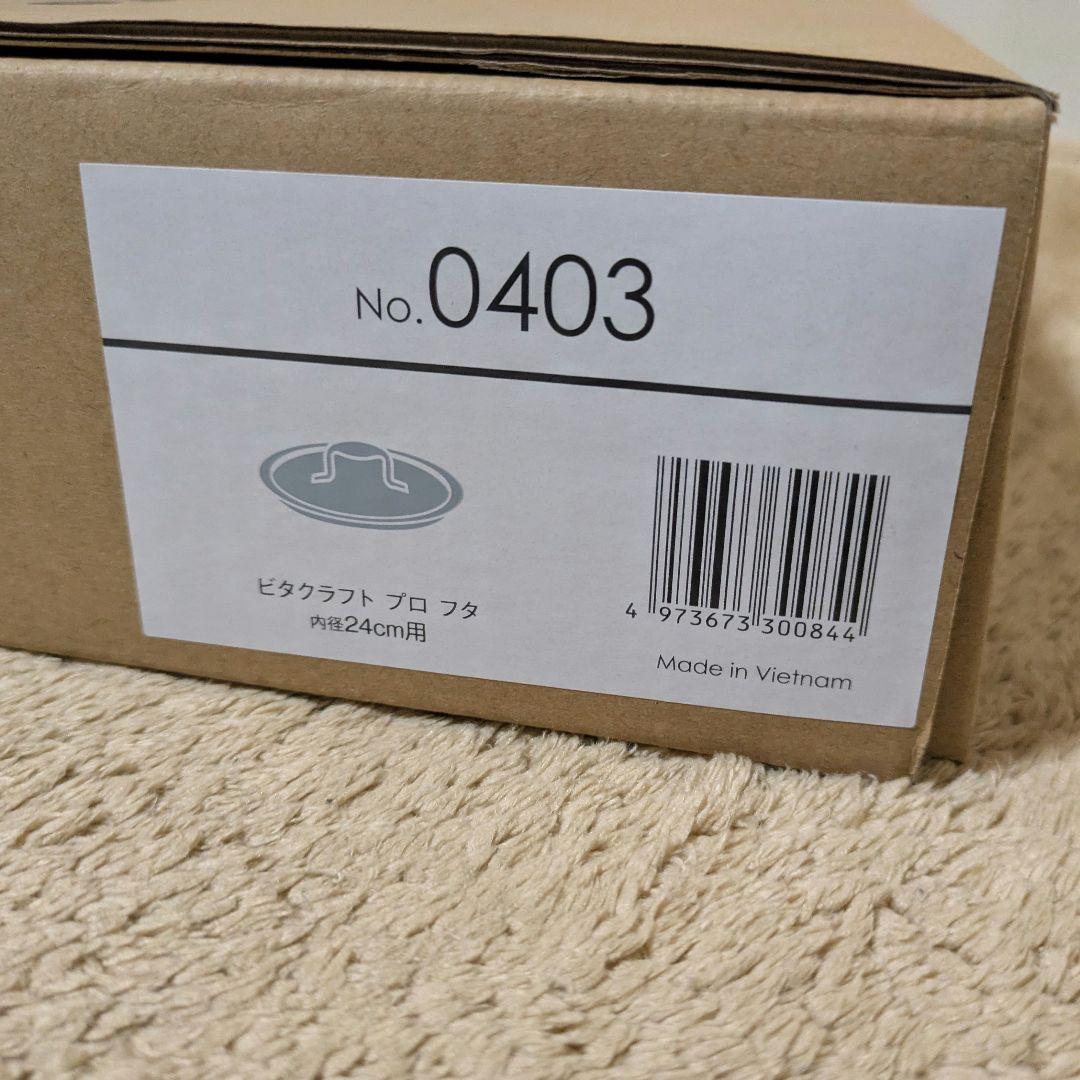 No.0403
ビタクラフト プロ フタ
内径24cm用
4 973673 300844
Made in Vietnam